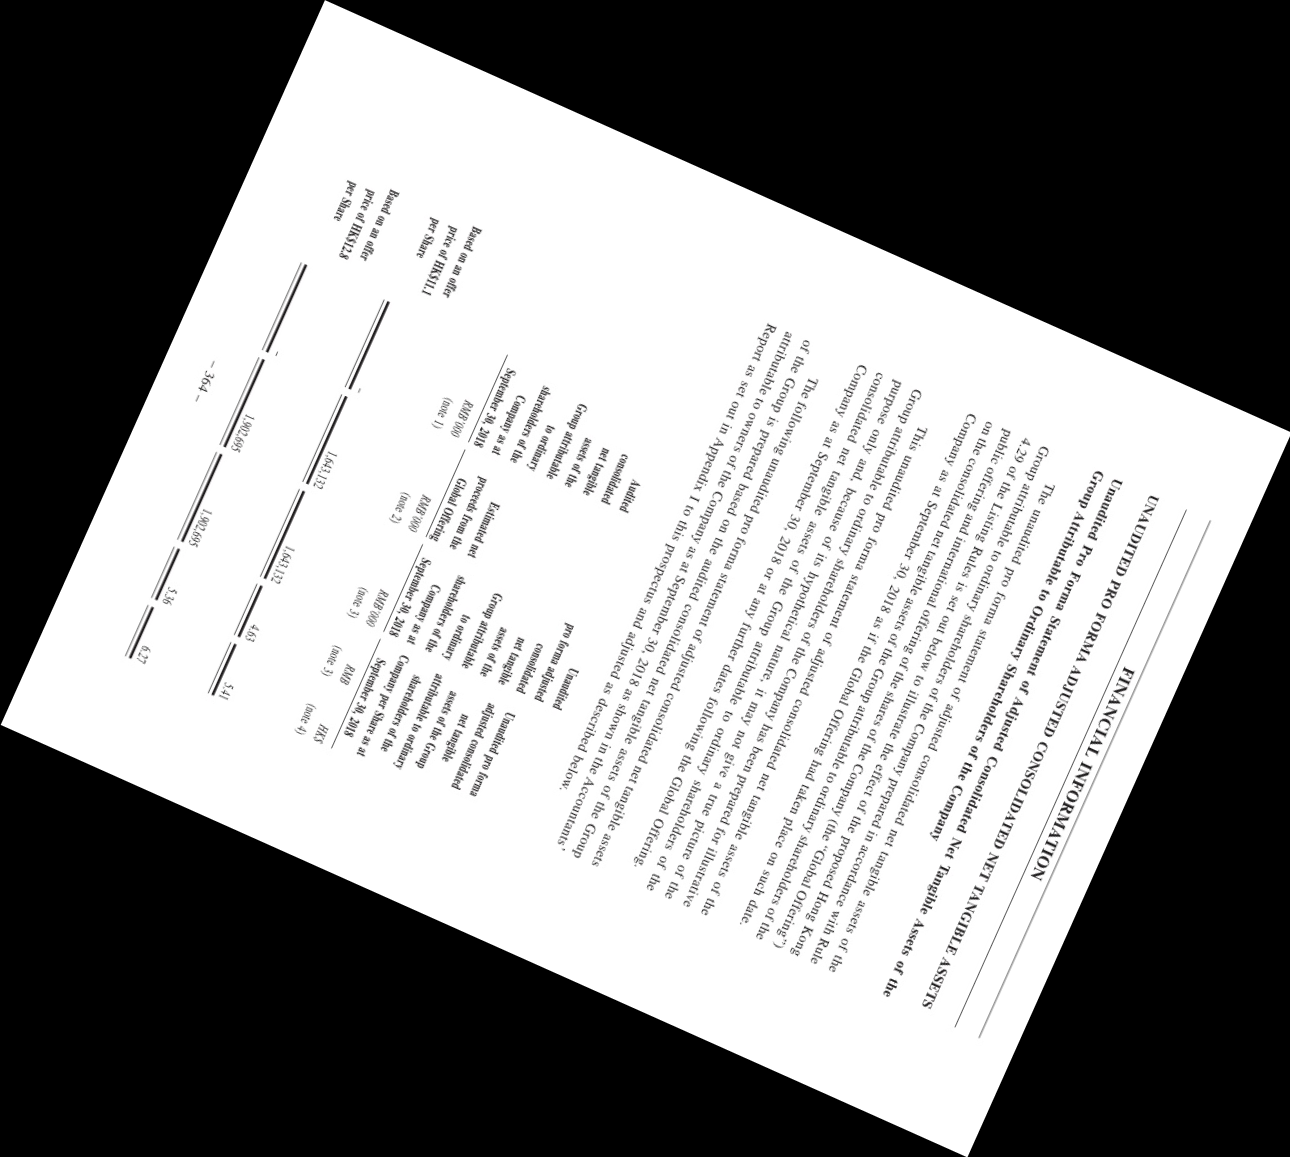 FINANCIAL INFORMATION
UNAUDITED PRO FORMA ADJUSTED CONSOLIDATED NET TANGIBLE ASSETS
Unaudited Pro Forma Statement of Adjusted Consolidated Net Tangible Assets of the
Group Attributable to Ordinary Shareholders of the Company
The unaudited pro forma statement of adjusted consolidated net tangible assets of the
Group attributable to ordinary shareholders of the Company prepared in accordance with Rule
4.29 of the Listing Rules is set out below to illustrate the effect of the proposed Hong Kong
public offering and international offering of the shares of the Company (the "Global Offering")
on the consolidated net tangible assets of the Group attributable to ordinary shareholders of the
Company as at September 30, 2018 as if the Global Offering had taken place on such date.
This unaudited pro forma statement of adjusted consolidated net tangible assets of the
Group attributable to ordinary shareholders of the Company has been prepared for illustrative
purpose only and, because of its hypothetical nature, it may not give a true picture of the
consolidated net tangible assets of the Group attributable to ordinary shareholders of the
Company as at September 30, 2018 or at any further dates following the Global Offering.
The following unaudited pro forma statement of adjusted consolidated net tangible assets
of the Group is prepared based on the audited consolidated net tangible assets of the Group
attributable to owners of the Company as at September 30, 2018 as shown in the Accountants'
Report as set out in Appendix I to this prospectus and adjusted as described below.
Audited
consolidated
net tangible
assets of the
Group attributable
to ordinary
shareholders of the
Company as at
September 30, 2018
Estimated net
proceeds from the
Global Offering
Unaudited
pro forma adjusted
consolidated
net tangible
assets of the
Group attributable
to ordinary
shareholders of the
Company as at
September 30, 2018
Unaudited pro forma
adjusted consolidated
net tangible
assets of the Group
attributable to ordinary
shareholders of the
Company per Share as at
September 30, 2018
RMB'000 RMB'000 RMB'000 RMB HK$
(note 1) (note 2) (note 3) (note 3) (note 4)
Based on an offer
price of HK$11.1
per Share – 1,643,132 1,643,132 4.63 5.41
Based on an offer
price of HK$12.8
per Share – 1,902,695 1,902,695 5.36 6.27
– 364 –